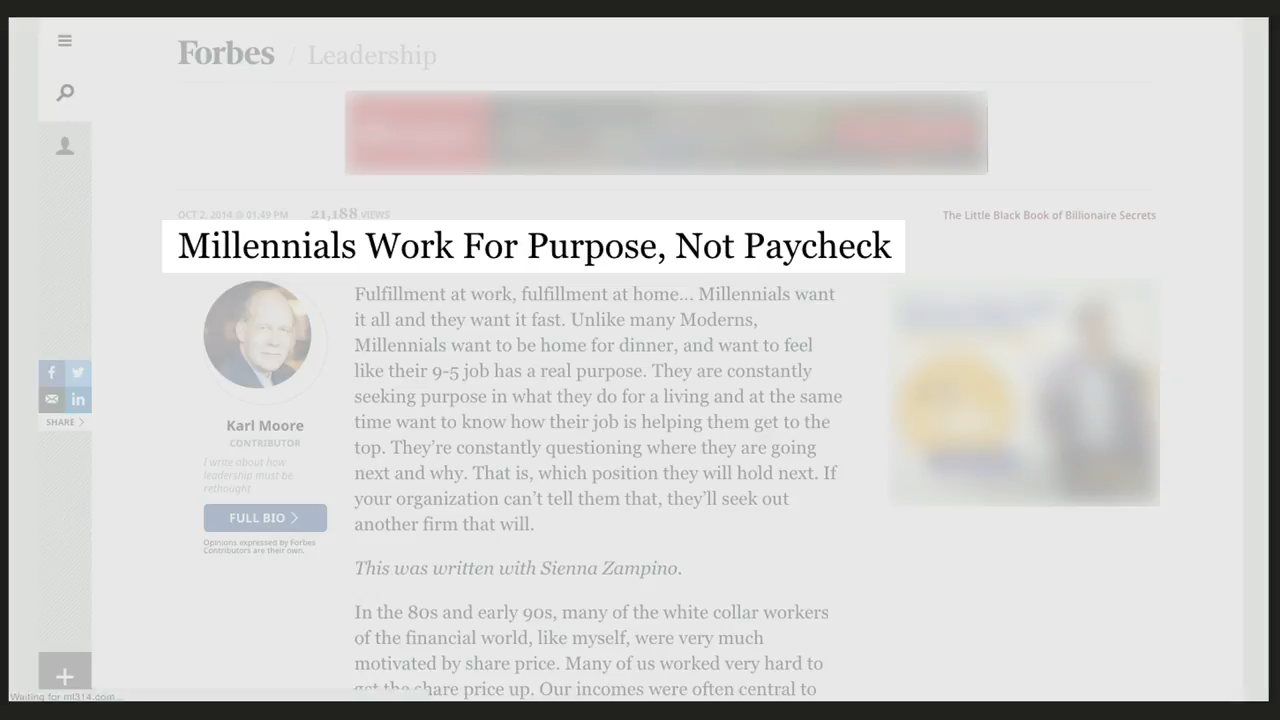 Forbes / Leadership
OCT 2, 2014 @ 01:49 PM 21,188 VIEWS
The Little Black Book of Billionaire Secrets
Millennials Work For Purpose, Not Paycheck
Fulfillment at work, fulfillment at home... Millennials want
it all and they want it fast. Unlike many Moderns,
Millennials want to be home for dinner, and want to feel
like their 9-5 job has a real purpose. They are constantly
seeking purpose in what they do for a living and at the same
time want to know how their job is helping them get to the
top. They're constantly questioning where they are going
next and why. That is, which position they will hold next. If
your organization can't tell them that, they'll seek out
another firm that will.
This was written with Sienna Zampino.
In the 80s and early 90s, many of the white collar workers
of the financial world, like myself, were very much
motivated by share price. Many of us worked very hard to
get the share price up. Our incomes were often central to
Karl Moore
CONTRIBUTOR
I write about how
leadership must be
rethought
FULL BIO >
Opinions expressed by Forbes
Contributors are their own.
SHARE >
Waiting for ml314.com...